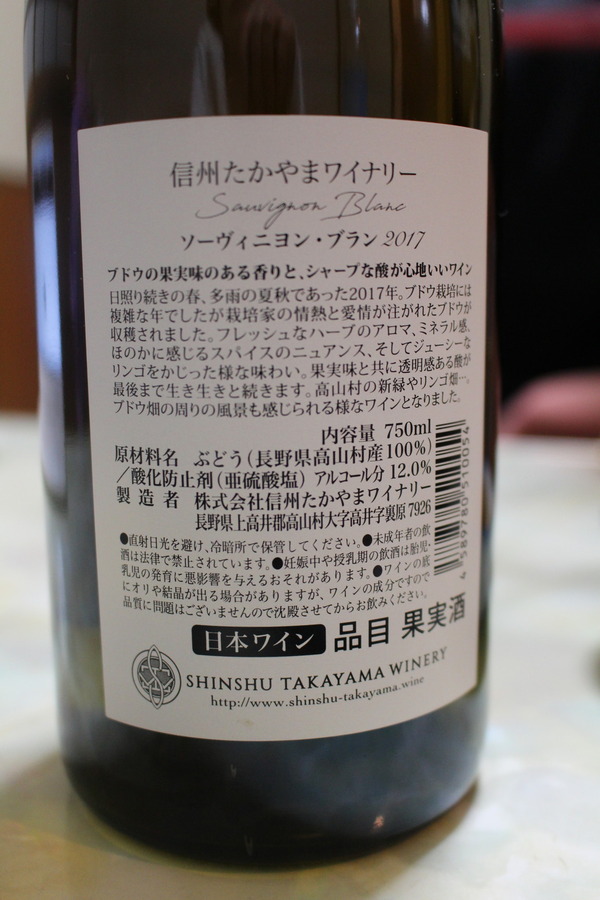 信州たかやまワイナリー
Sauvignon Blanc
ソーヴィニヨン・ブラン 2017
ブドウの果実味のある香りと、シャープな酸が心地いいワイン
日照り続きの春、多雨の夏秋であった2017年。ブドウ栽培には
複雑な年でしたが栽培家の情熱と愛情が注がれたブドウが
収穫されました。フレッシュなハーブのアロマ、ミネラル感、
ほのかに感じるスパイスのニュアンス、そしてジューシーな
リンゴをかじった様な味わい。果実味と共に透明感ある酸が
最後まで生き生きと続きます。高山村の新緑やリンゴ畑…。
ブドウ畑の周りの風景も感じられる様なワインとなりました。
内容量 750ml
原材料名 ぶどう(長野県高山村産100%)
/酸化防止剤(亜硫酸塩) アルコール分 12.0%
製造者 株式会社信州たかやまワイナリー
長野県上高井郡高山村大字高井字裏原 7926
●直射日光を避け、冷暗所で保管してください。●未成年者の飲
酒は法律で禁止されています。●妊娠中や授乳期の飲酒は胎児・
乳児の発育に悪影響を与えるおそれがあります。●ワインの底
にオリや結晶が出る場合がありますが、ワインの成分ですので
品質に問題はございませんので沈殿させてからお飲みください。
4 589780 510054
日本ワイン 品目 果実酒
SHINSHU TAKAYAMA WINERY
http://www.shinshu-takayama.wine